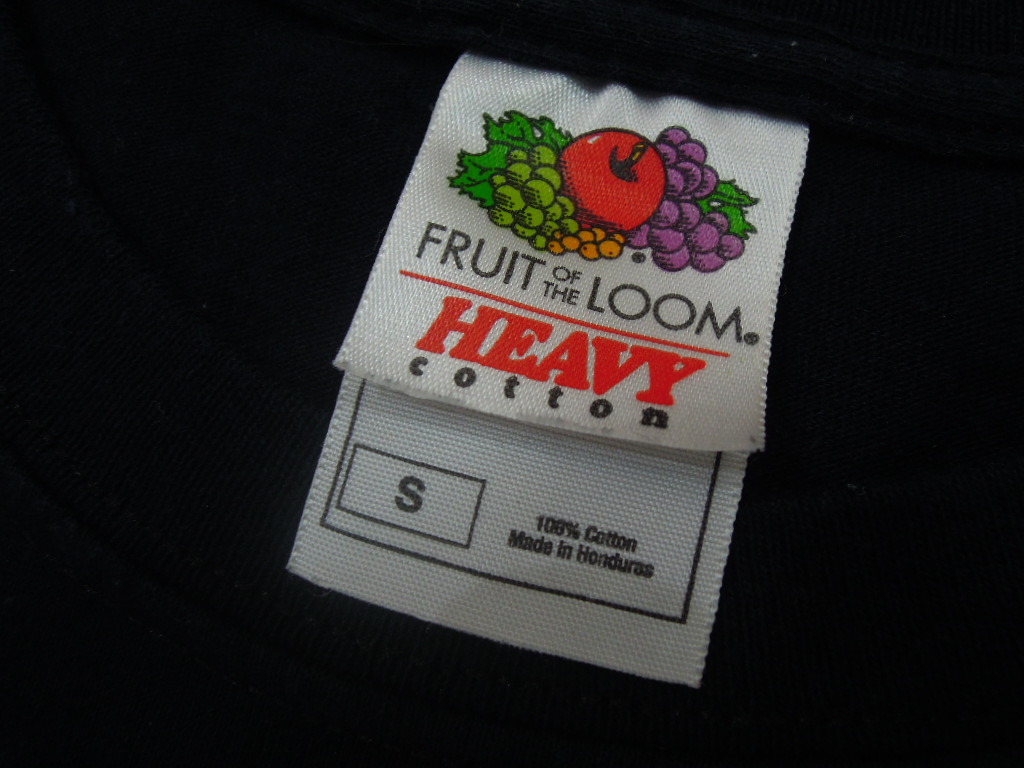 FRUIT OF THE LOOM®
HEAVY
cotton
S
100% Cotton
Made in Honduras